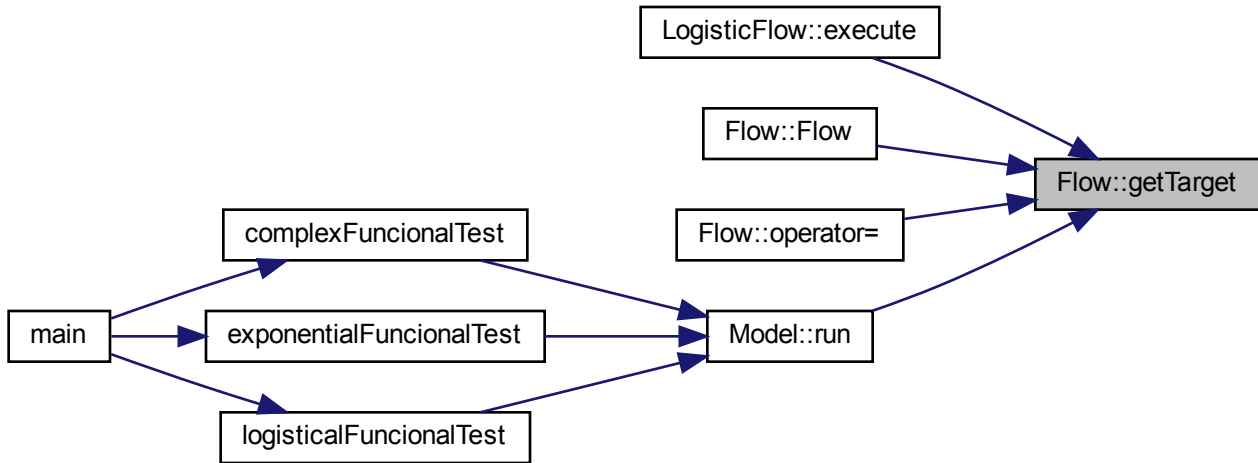 LogisticFlow::execute
Flow::Flow
Flow::getTarget
Flow::operator=
complexFuncionalTest
main
exponentialFuncionalTest
Model::run
logisticalFuncionalTest